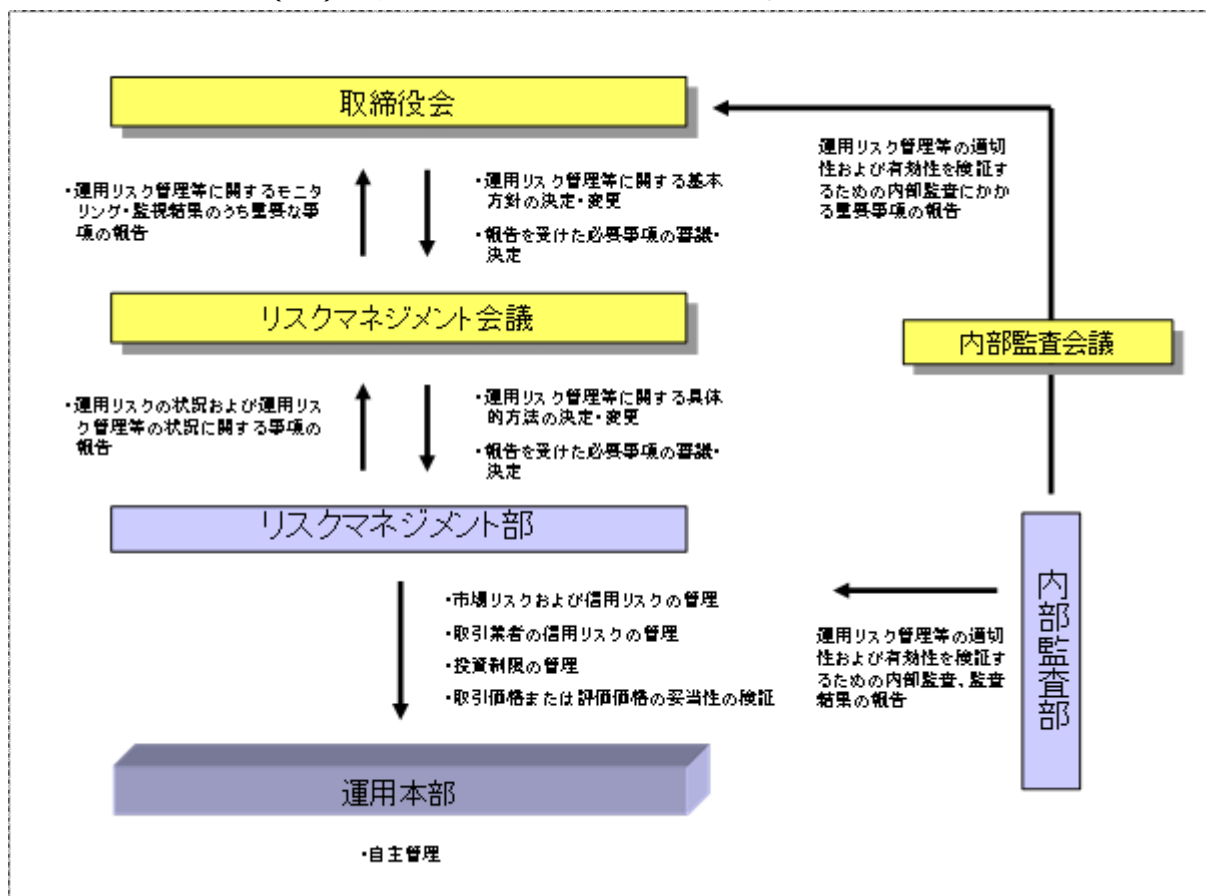 取締役会
・運用リスク管理等に関するモニ
タリング・監視結果のうち重要な事
項の報告
・運用リスク管理等に関する基本
方針の決定・変更
・報告を受けた必要事項の審議・
決定
運用リスク管理等の適切
性および有効性を検証す
るための内部監査にかか
る重要事項の報告
リスクマネジメント会議
内部監査会議
・運用リスクの状況および運用リス
ク管理等の状況に関する事項の
報告
・運用リスク管理等に関する具体
的方法の決定・変更
・報告を受けた必要事項の審議・
決定
リスクマネジメント部
内部監査部
・市場リスクおよび信用リスクの管理
・取引業者の信用リスクの管理
・投資制限の管理
・取引価格または評価価格の妥当性の検証
運用リスク管理等の適切
性および有効性を検証す
るための内部監査、監査
結果の報告
運用本部
・自主管理